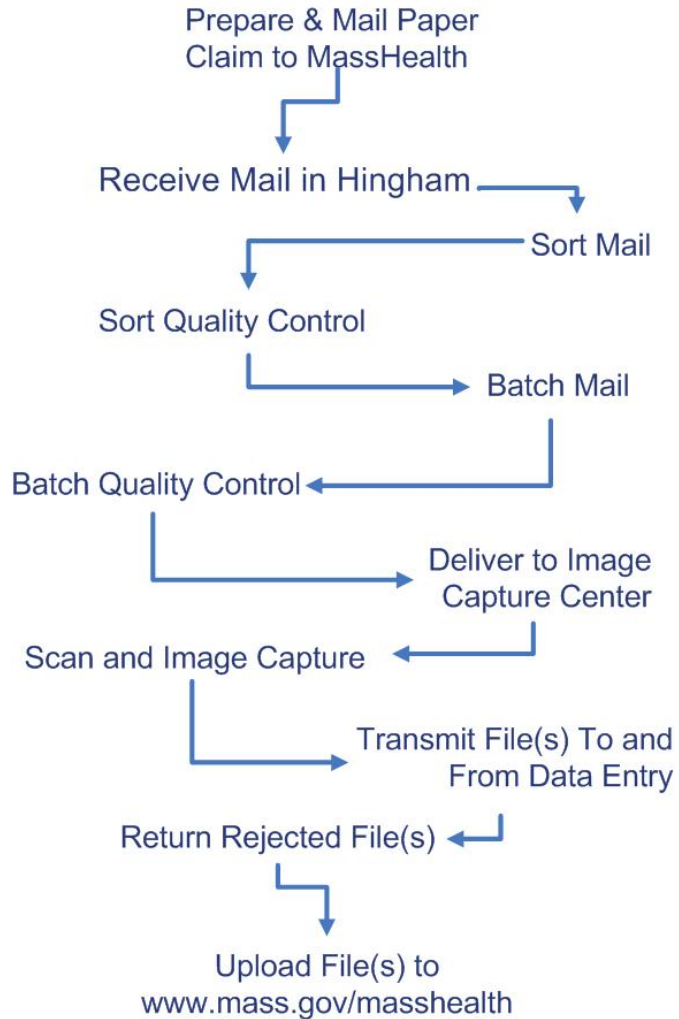 Prepare & Mail Paper
Claim to MassHealth
Receive Mail in Hingham
Sort Mail
Sort Quality Control
Batch Mail
Batch Quality Control
Deliver to Image
Capture Center
Scan and Image Capture
Transmit File(s) To and
From Data Entry
Return Rejected File(s)
Upload File(s) to
www.mass.gov/masshealth